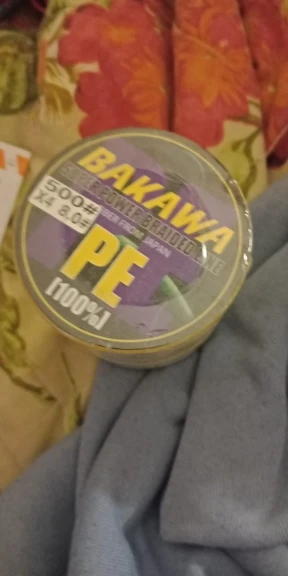 BAKAWA
SUPER POWER BRAIDED LINE
500#
X4 8.0#
FIBER FROM JAPAN
PE
[100%]